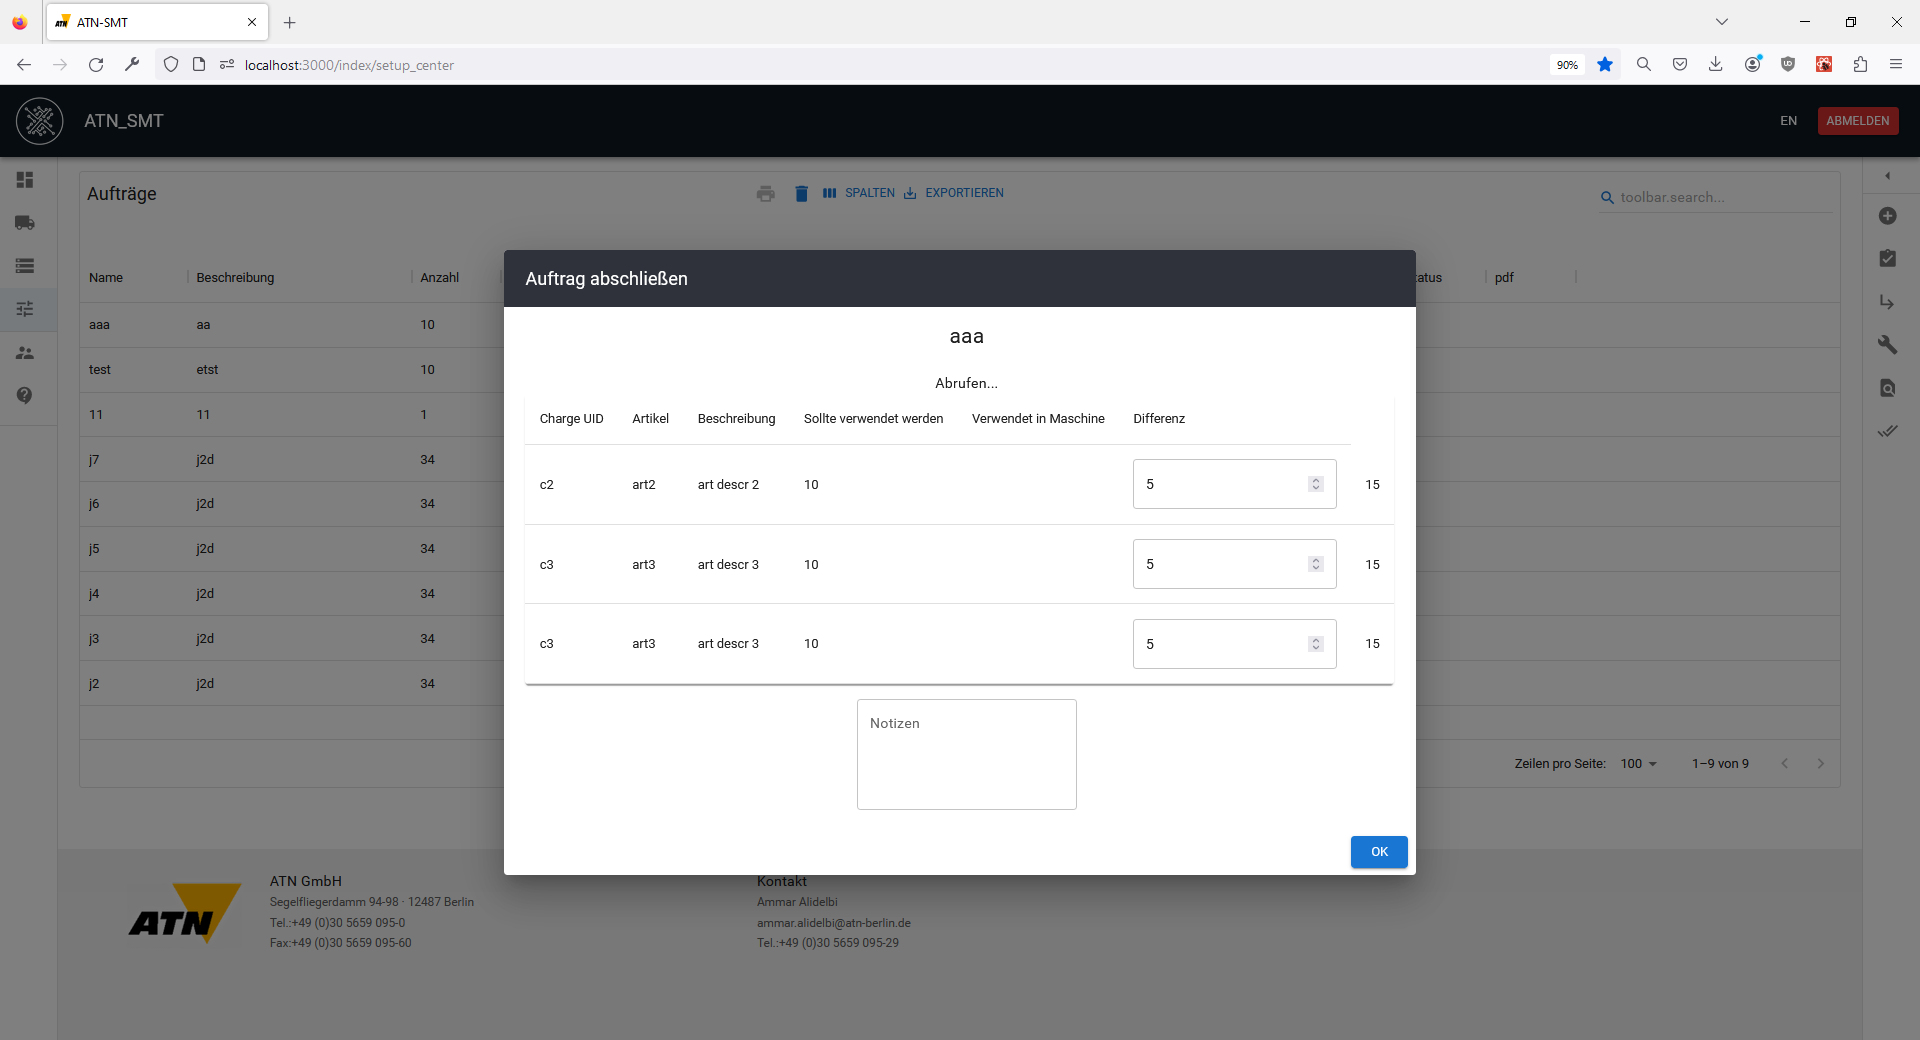 ATN-SMT
localhost:3000/index/setup_center
90%
ATN_SMT
EN
ABMELDEN
Aufträge
SPALTEN
EXPORTIEREN
toolbar.search...
Name
Beschreibung
Anzahl
tatus
pdf
aaa
aa
10
test
etst
10
11
11
1
j7
j2d
34
j6
j2d
34
j5
j2d
34
j4
j2d
34
j3
j2d
34
j2
j2d
34
Zeilen pro Seite:
100
1–9 von 9
Auftrag abschließen
aaa
Abrufen...
Charge UID
Artikel
Beschreibung
Sollte verwendet werden
Verwendet in Maschine
Differenz
c2
art2
art descr 2
10
5
15
c3
art3
art descr 3
10
5
15
c3
art3
art descr 3
10
5
15
Notizen
OK
ATN
ATN GmbH
Segelfliegerdamm 94-98 · 12487 Berlin
Tel.:+49 (0)30 5659 095-0
Fax:+49 (0)30 5659 095-60
Kontakt
Ammar Alidelbi
ammar.alidelbi@atn-berlin.de
Tel.:+49 (0)30 5659 095-29